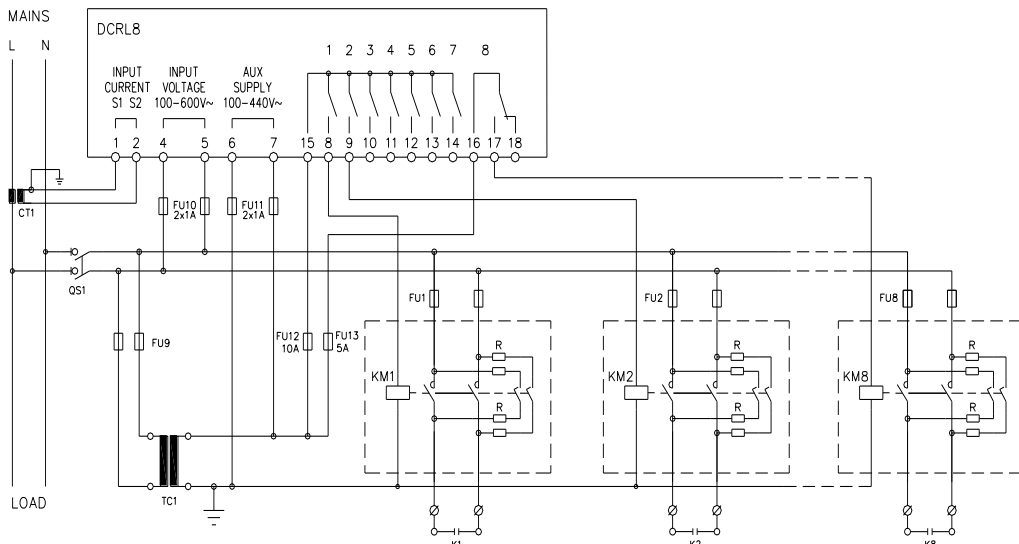 MAINS
L N
DCRL8
1 2 3 4 5 6 7 8
INPUT CURRENT
S1 S2
INPUT VOLTAGE
100-600V~
AUX SUPPLY
100-440V~
1 2 4 5 6 7 15 8 9 10 11 12 13 14 16 17 18
CT1
FU10
2x1A
FU11
2x1A
QS1
FU1
FU2
FU8
FU9
FU12
10A
FU13
5A
KM1
R
R
KM2
R
R
KM8
R
R
LOAD
TC1
K1
K2
K8